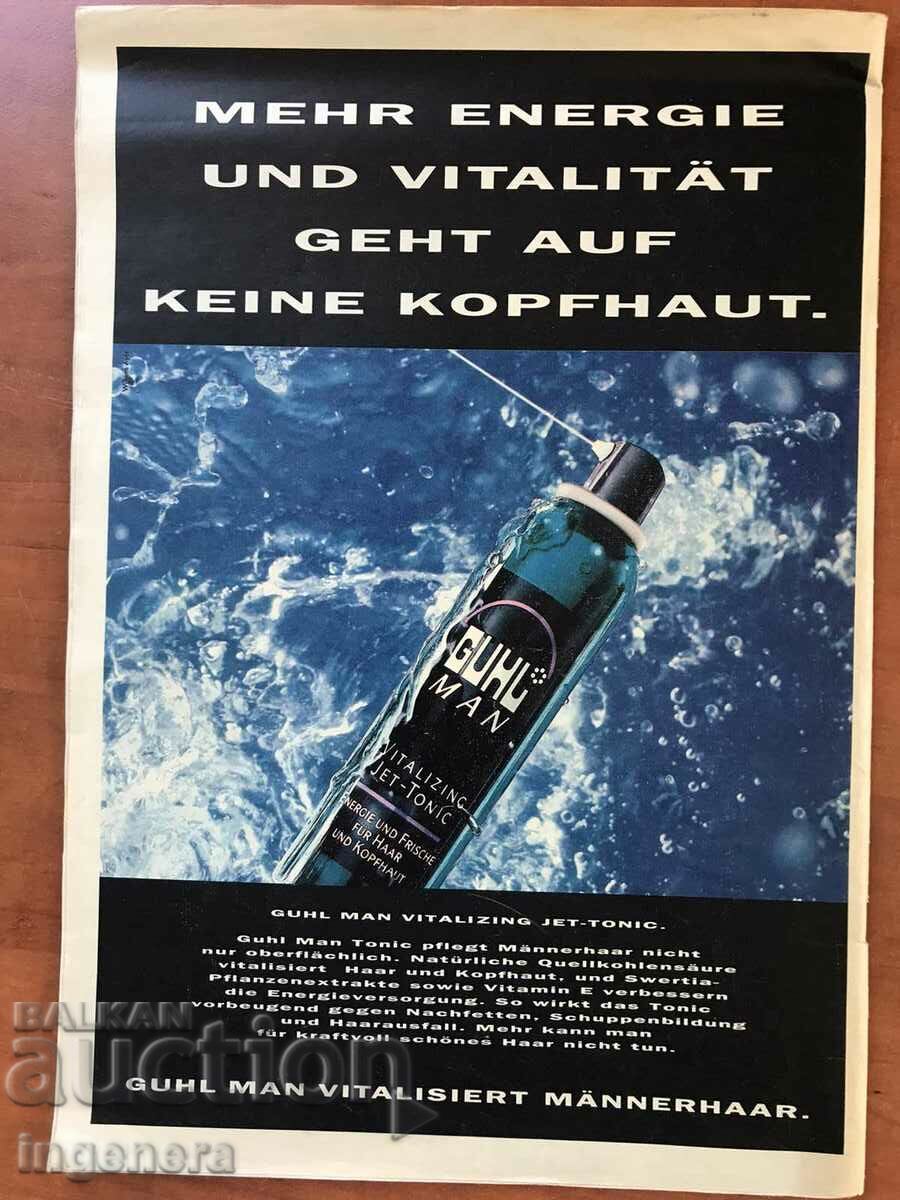 MEHR ENERGIE
UND VITALITÄT
GEHT AUF
KEINE KOPFHAUT.
GUHL
MAN
VITALIZING
JET-TONIC
ENERGIE UND FRISCHE
FÜR HAAR
UND KOPFHAUT
GUHL MAN VITALIZING JET-TONIC.
Guhl Man Tonic pflegt Männerhaar nicht
nur oberflächlich. Natürliche Quellkohlensäure
vitalisiert Haar und Kopfhaut, und Swertia-
Pflanzenextrakte sowie Vitamin E verbessern
die Energieversorgung. So wirkt das Tonic
vorbeugend gegen Nachfetten, Schuppenbildung
und Haarausfall. Mehr kann man
für kraftvoll schönes Haar nicht tun.
GUHL MAN VITALISIERT MÄNNERHAAR.
BALKAN
auction
ingenera